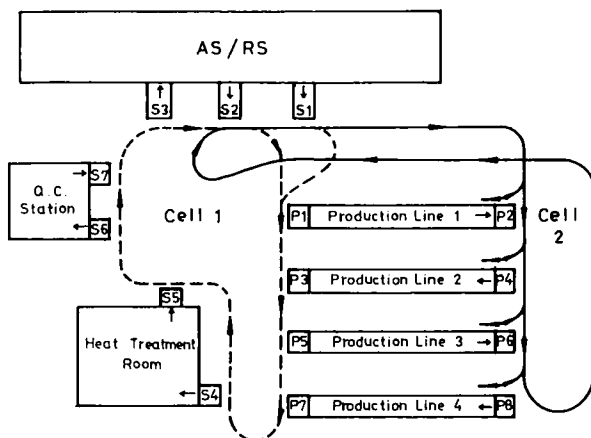 AS/RS
S3
S2
S1
S7
Q.C.
Station
S6
Cell 1
P1
Production Line 1
P2
Cell
2
P3
Production Line 2
P4
S5
Heat Treatment
Room
S4
P5
Production Line 3
P6
P7
Production Line 4
P8